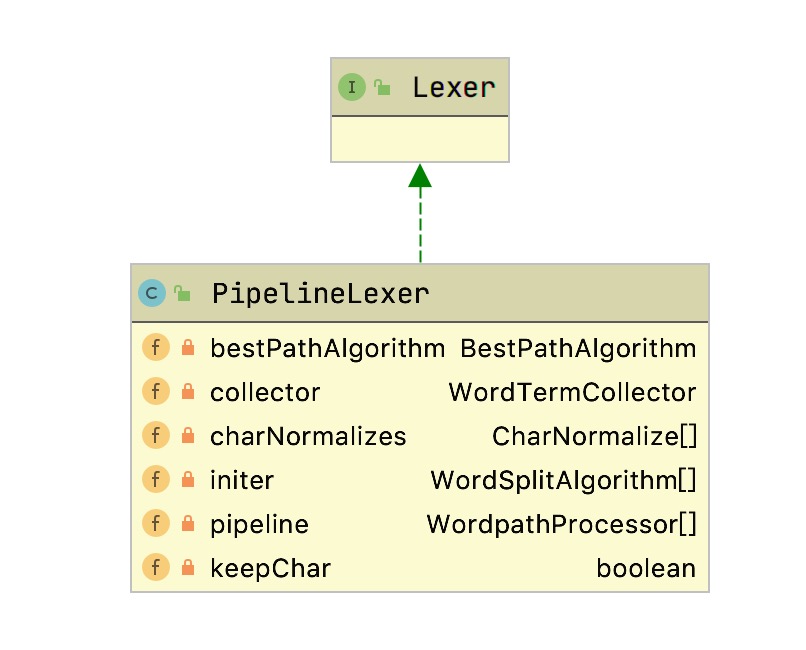 I Lexer
C PipelineLexer
f bestPathAlgorithm BestPathAlgorithm
f collector WordTermCollector
f charNormalizes CharNormalize[]
f initer WordSplitAlgorithm[]
f pipeline WordpathProcessor[]
f keepChar boolean